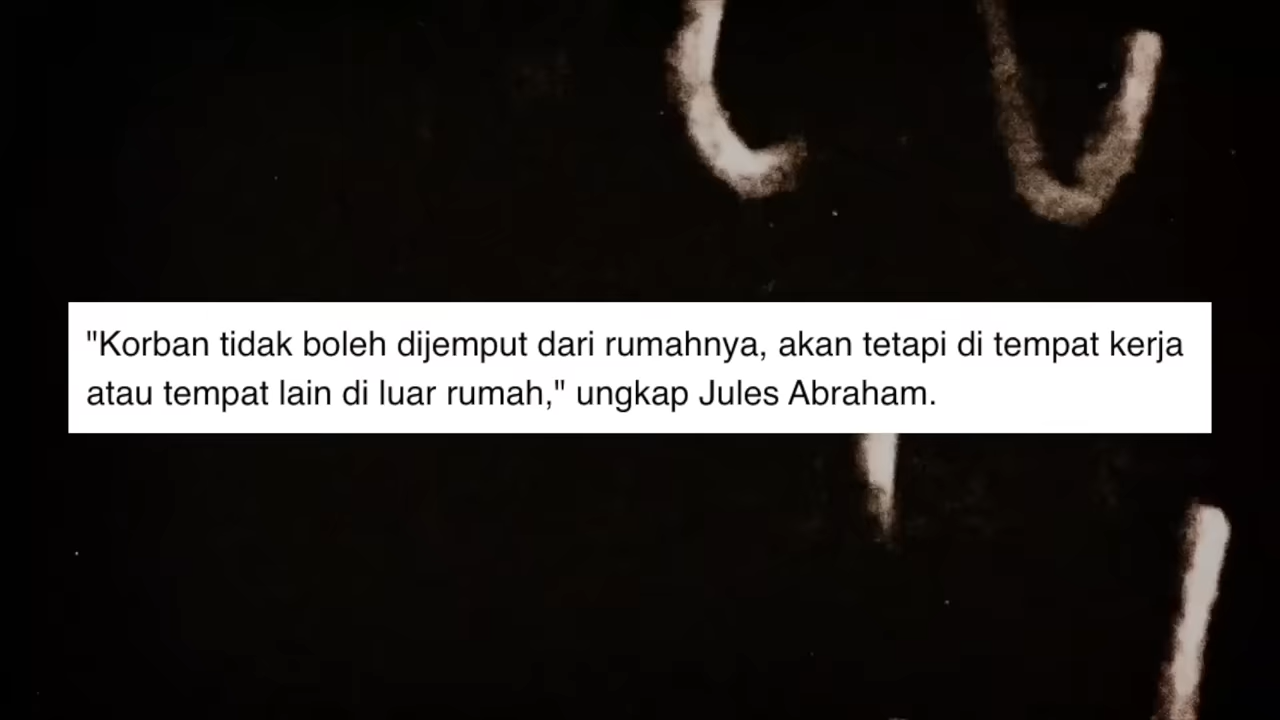 "Korban tidak boleh dijemput dari rumahnya, akan tetapi di tempat kerja
atau tempat lain di luar rumah," ungkap Jules Abraham.